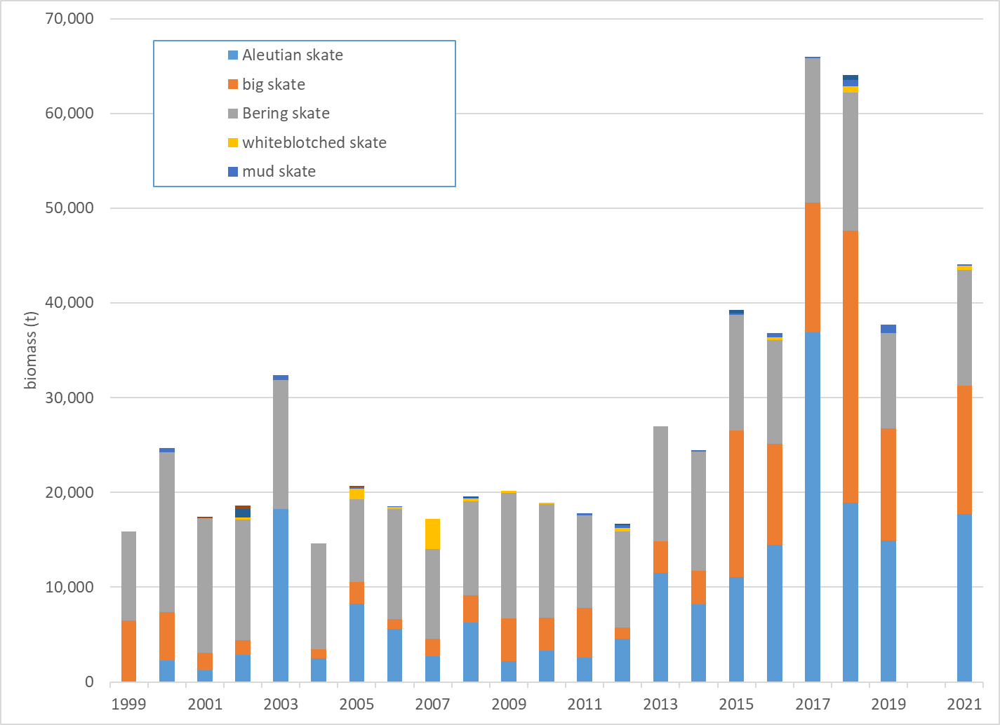 70,000
60,000
50,000
40,000
30,000
20,000
10,000
0
biomass (t)
Aleutian skate
big skate
Bering skate
whiteblotched skate
mud skate
1999 2001 2003 2005 2007 2009 2011 2013 2015 2017 2019 2021